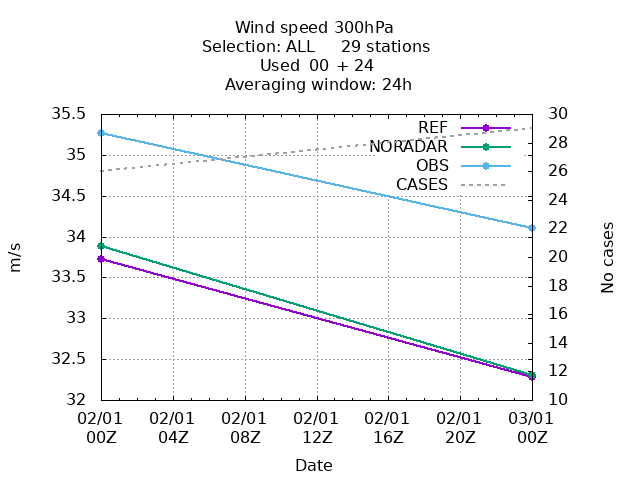 Wind speed 300hPa
Selection: ALL 29 stations
Used 00 + 24
Averaging window: 24h
35.5
35
34.5
34
33.5
33
32.5
32
m/s
REF
NORADAR
OBS
CASES
30
28
26
24
22
20
18
16
14
12
10
No cases
02/01 02/01 02/01 02/01 02/01 02/01 03/01
00Z 04Z 08Z 12Z 16Z 20Z 00Z
Date